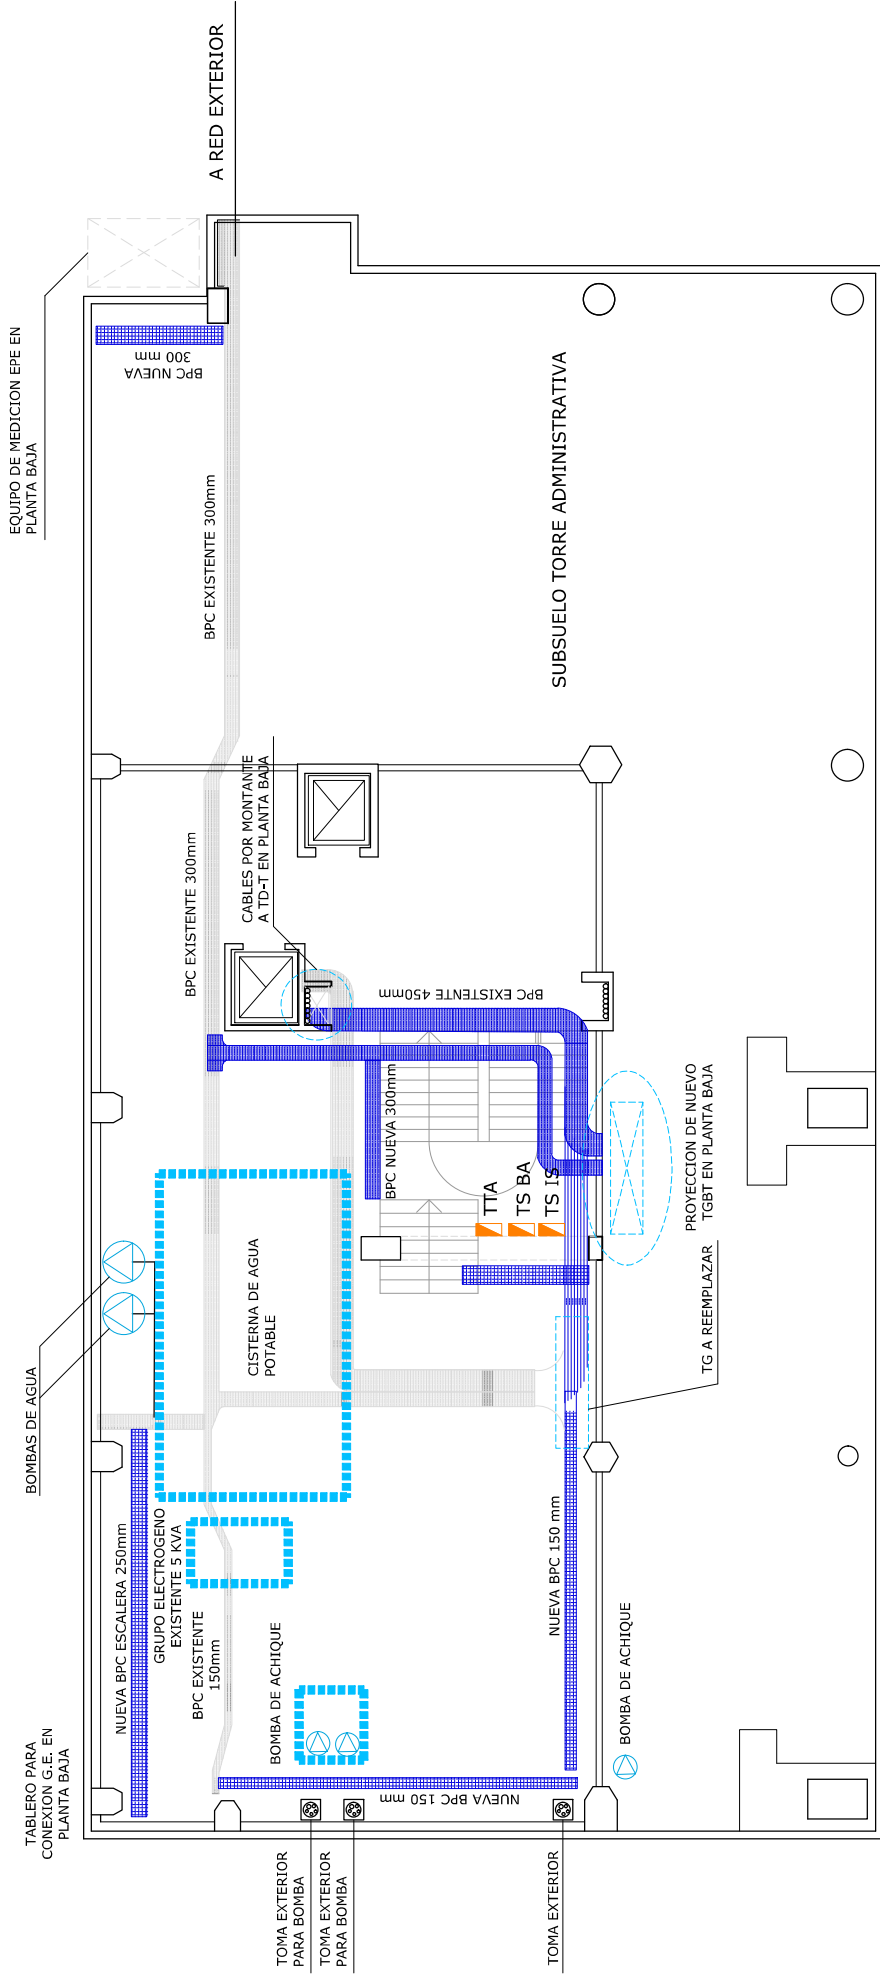 A RED EXTERIOR
EQUIPO DE MEDICION EPE EN
PLANTA BAJA
BPC NUEVA
300 mm
BPC EXISTENTE 300mm
SUBSUELO TORRE ADMINISTRATIVA
CABLES POR MONTANTE
A TD-T EN PLANTA BAJA
BPC EXISTENTE 300mm
BPC EXISTENTE 450mm
BPC NUEVA 300mm
PROYECCION DE NUEVO
TGBT EN PLANTA BAJA
TTA
TS BA
TS IS
TG A REEMPLAZAR
CISTERNA DE AGUA
POTABLE
BOMBAS DE AGUA
NUEVA BPC ESCALERA 250mm
GRUPO ELECTROGENO
EXISTENTE 5 KVA
BPC EXISTENTE
150mm
BOMBA DE ACHIQUE
NUEVA BPC 150 mm
BOMBA DE ACHIQUE
NUEVA BPC 150 mm
TABLERO PARA
CONEXION G.E. EN
PLANTA BAJA
TOMA EXTERIOR
PARA BOMBA
TOMA EXTERIOR
PARA BOMBA
TOMA EXTERIOR